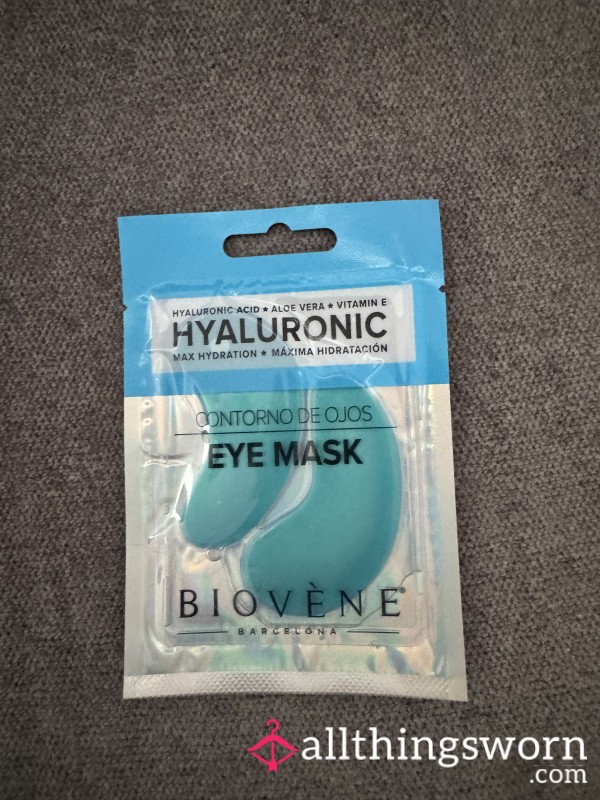 HYALURONIC ACID ★ ALOE VERA ★ VITAMIN E
HYALURONIC
MAX HYDRATION ★ MÁXIMA HIDRATACIÓN
CONTORNO DE OJOS
EYE MASK
BIOVÈNE®
BARCELONA
allthingsworn
.com